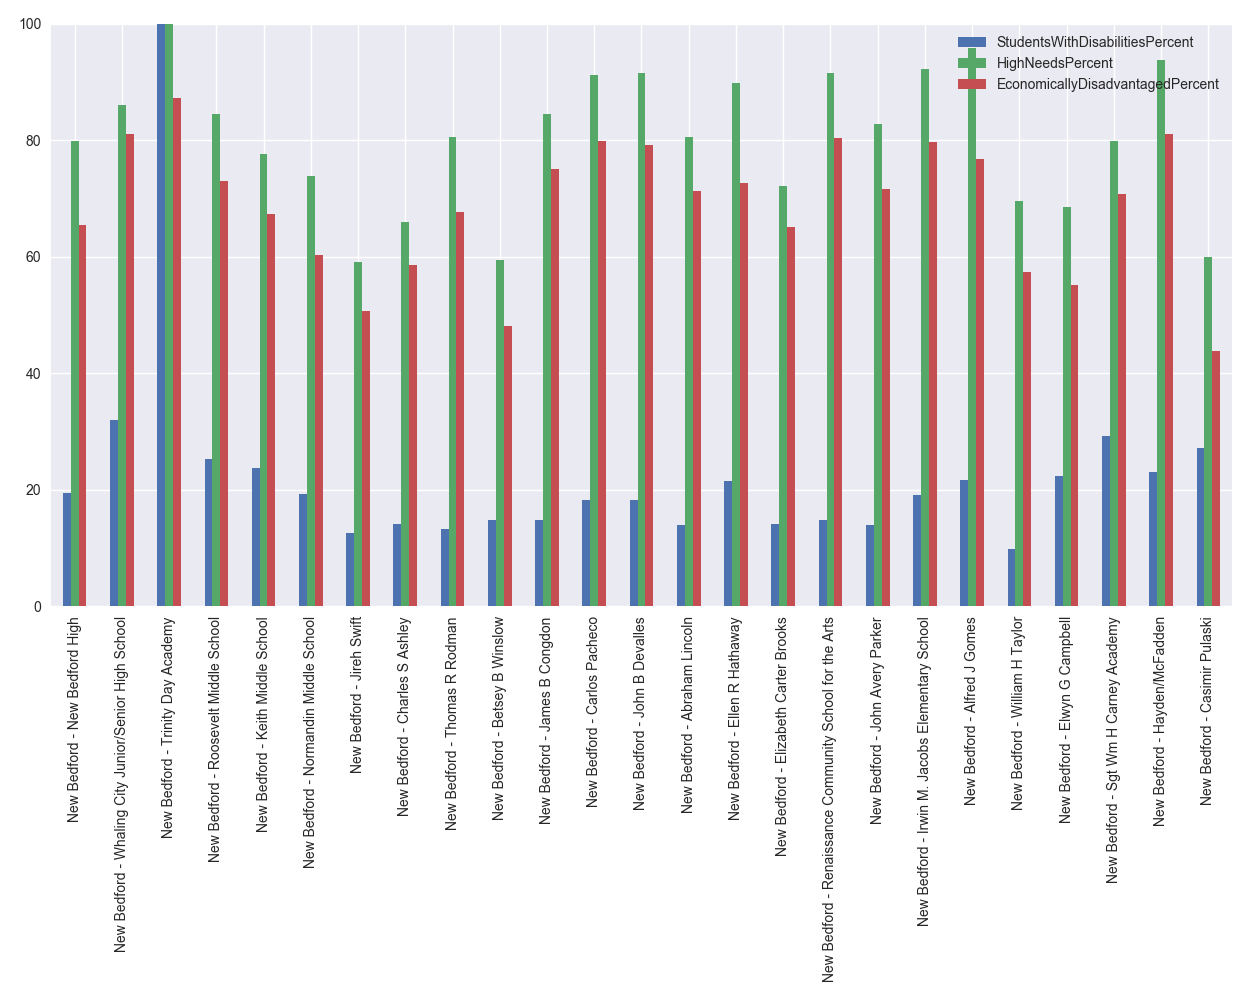 100
80
60
40
20
0
StudentsWithDisabilitiesPercent
HighNeedsPercent
EconomicallyDisadvantagedPercent
New Bedford - New Bedford High
New Bedford - Whaling City Junior/Senior High School
New Bedford - Trinity Day Academy
New Bedford - Roosevelt Middle School
New Bedford - Keith Middle School
New Bedford - Normandin Middle School
New Bedford - Jireh Swift
New Bedford - Charles S Ashley
New Bedford - Thomas R Rodman
New Bedford - Betsey B Winslow
New Bedford - James B Congdon
New Bedford - Carlos Pacheco
New Bedford - John B Devalles
New Bedford - Abraham Lincoln
New Bedford - Ellen R Hathaway
New Bedford - Elizabeth Carter Brooks
New Bedford - Renaissance Community School for the Arts
New Bedford - John Avery Parker
New Bedford - Irwin M. Jacobs Elementary School
New Bedford - Alfred J Gomes
New Bedford - William H Taylor
New Bedford - Elwyn G Campbell
New Bedford - Sgt Wm H Carney Academy
New Bedford - Hayden/McFadden
New Bedford - Casimir Pulaski